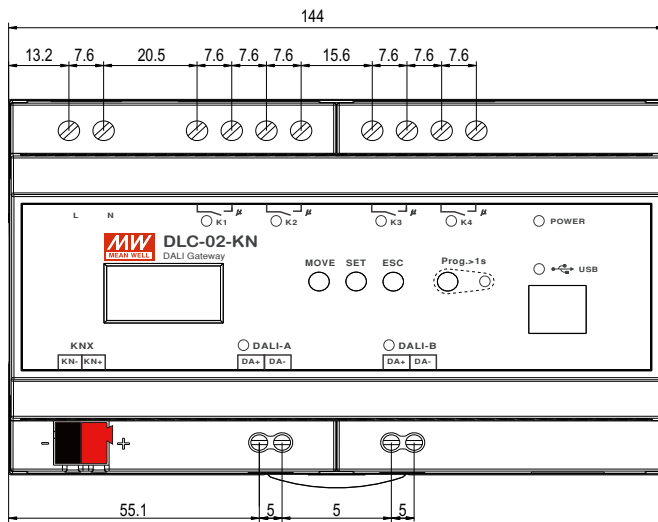 144
13.2 7.6 20.5 7.6 7.6 7.6 15.6 7.6 7.6 7.6
L N K1 μ K2 μ K3 μ K4 μ POWER
MW
MEAN WELL
DLC-02-KN
DALI Gateway
MOVE SET ESC Prog.>1s
USB
KNX DALI-A DALI-B
KN- KN+ DA+ DA- DA+ DA-
- +
55.1 5 5 5